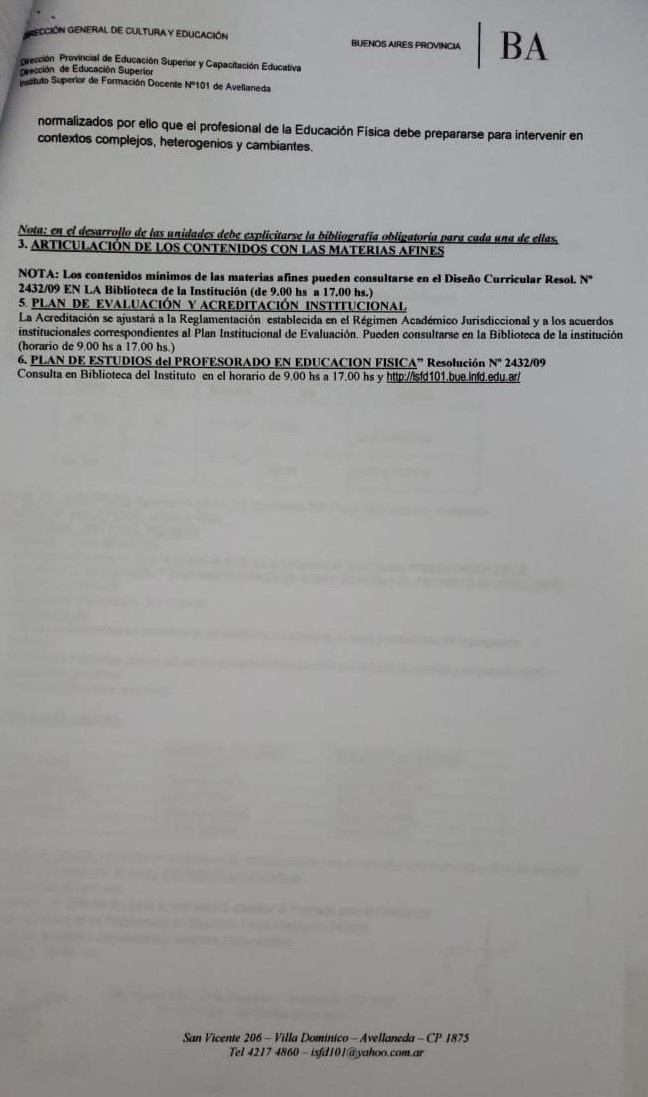 DIRECCIÓN GENERAL DE CULTURA Y EDUCACIÓN
BUENOS AIRES PROVINCIA
BA
Dirección Provincial de Educación Superior y Capacitación Educativa
Dirección de Educación Superior
Instituto Superior de Formación Docente Nº101 de Avellaneda
normalizados por ello que el profesional de la Educación Física debe prepararse para intervenir en
contextos complejos, heterogenios y cambiantes.
Nota: en el desarrollo de las unidades debe explicitarse la bibliografía obligatoria para cada una de ellas.
3. ARTICULACIÓN DE LOS CONTENIDOS CON LAS MATERIAS AFINES
NOTA: Los contenidos mínimos de las materias afines pueden consultarse en el Diseño Curricular Resol. Nº
2432/09 EN LA Biblioteca de la Institución (de 9.00 hs a 17.00 hs.)
5. PLAN DE EVALUACIÓN Y ACREDITACIÓN INSTITUCIONAL
La Acreditación se ajustará a la Reglamentación establecida en el Régimen Académico Jurisdiccional y a los acuerdos
institucionales correspondientes al Plan Institucional de Evaluación. Pueden consultarse en la Biblioteca de la institución
(horario de 9.00 hs a 17.00 hs.)
6. PLAN DE ESTUDIOS del PROFESORADO EN EDUCACION FISICA" Resolución Nº 2432/09
Consulta en Biblioteca del Instituto en el horario de 9.00 hs a 17.00 hs y http://isfd101.bue.infd.edu.ar/
San Vicente 206 – Villa Dominico – Avellaneda – CP 1875
Tel 4217 4860 – isfd101@yahoo.com.ar